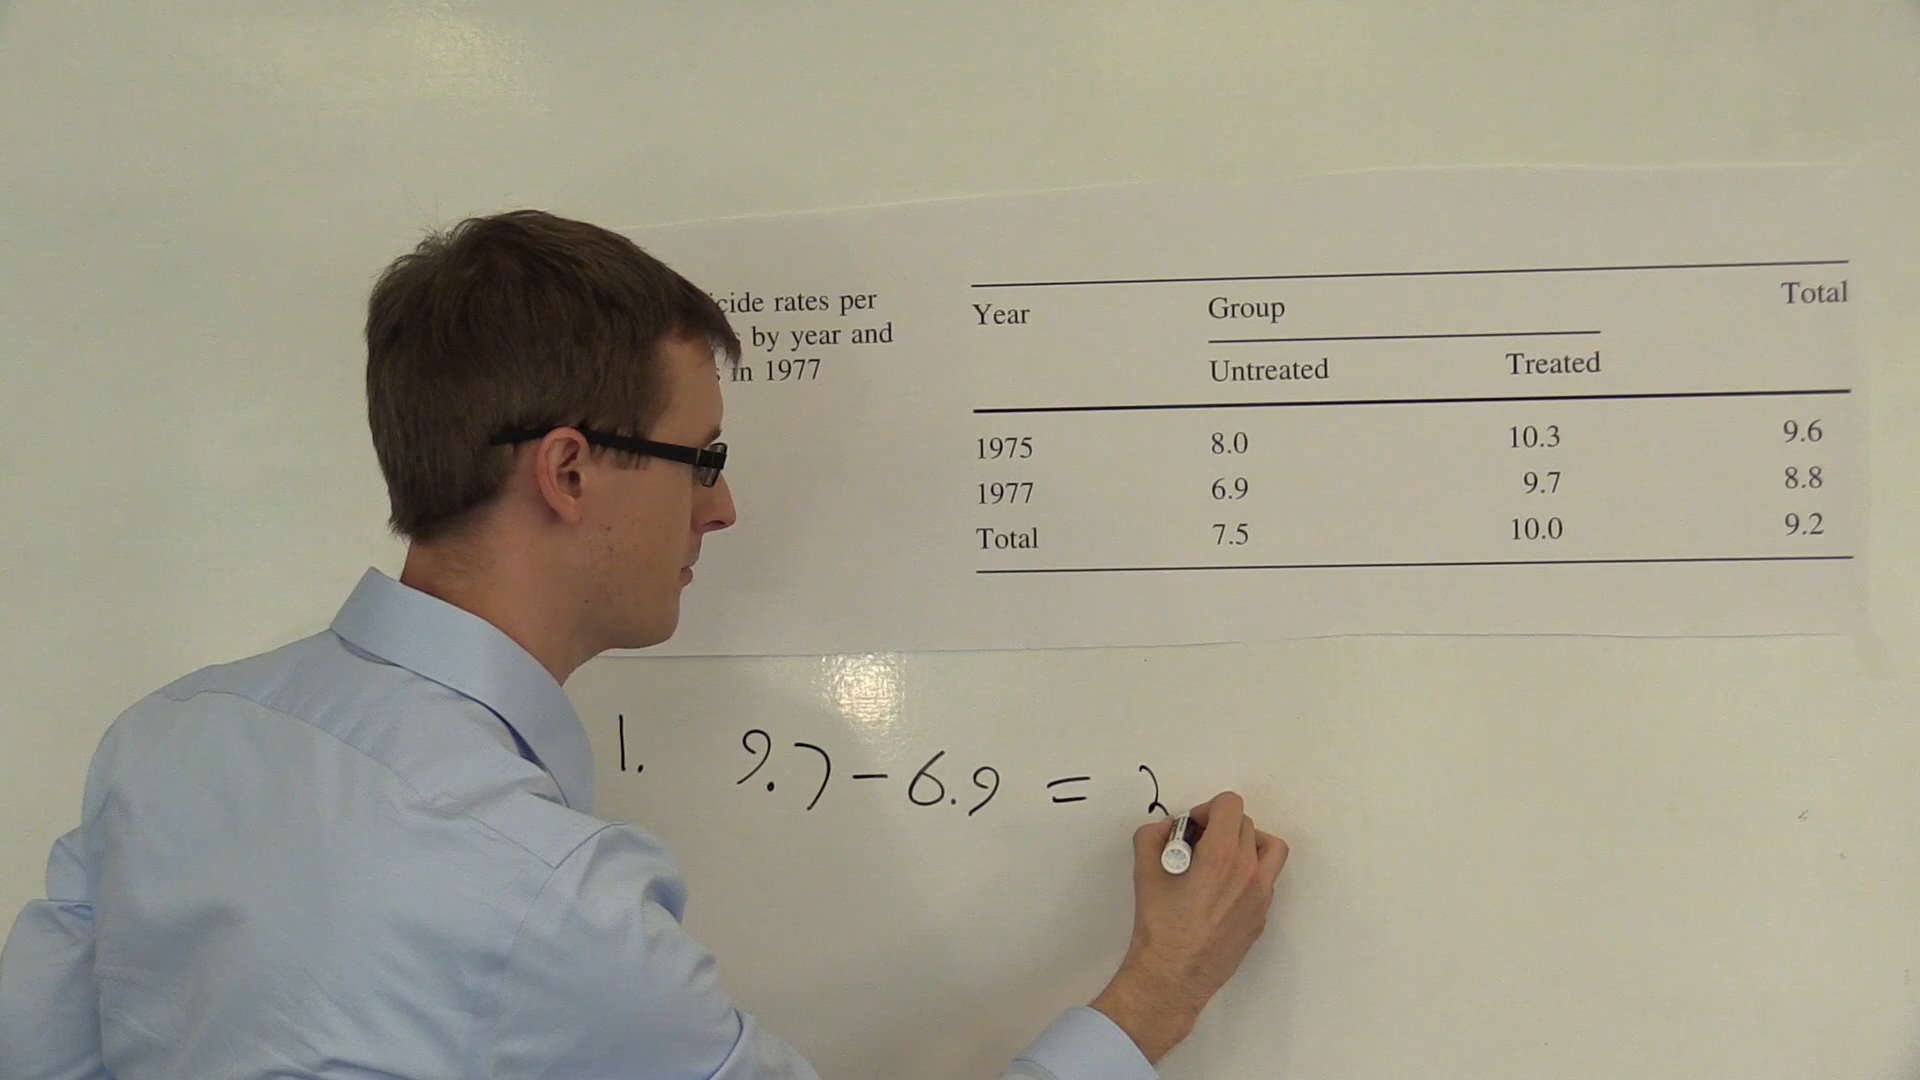 rates per
by year and
in 1977
Year Group Total
Untreated Treated
1975 8.0 10.3 9.6
1977 6.9 9.7 8.8
Total 7.5 10.0 9.2
1. 9.7-6.9 = 2